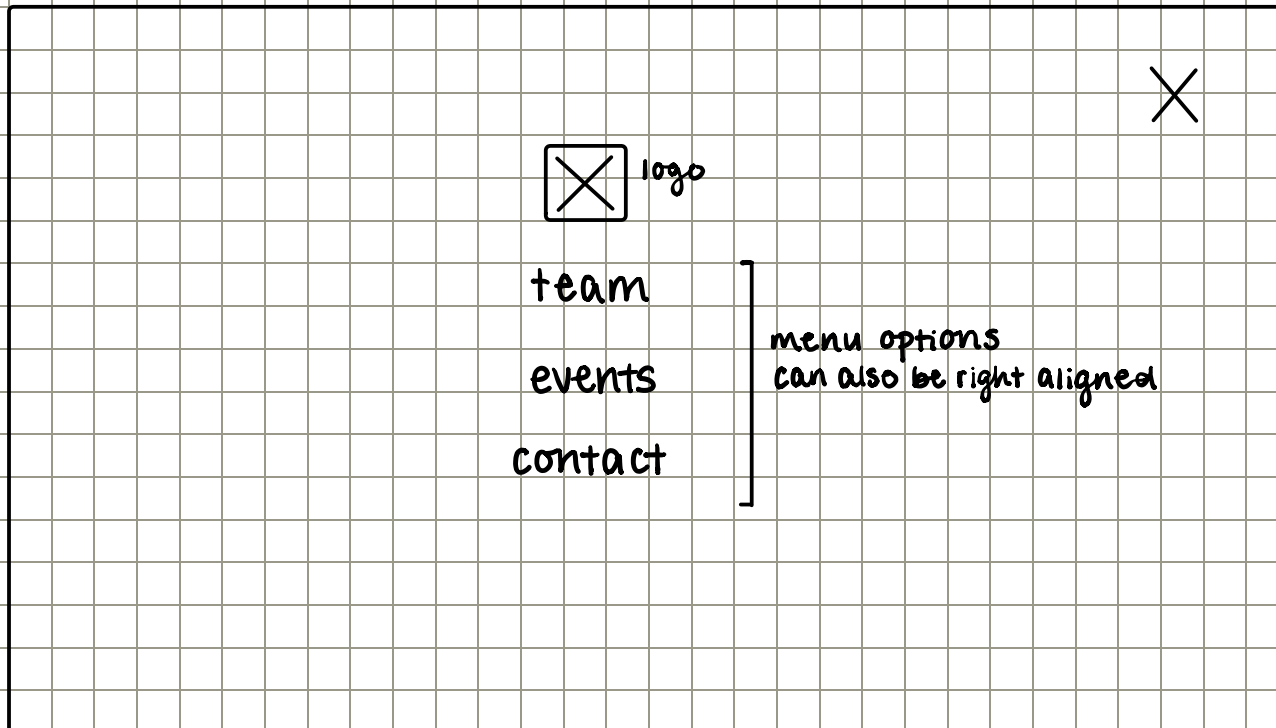 logo
team
events
contact
menu options
can also be right aligned